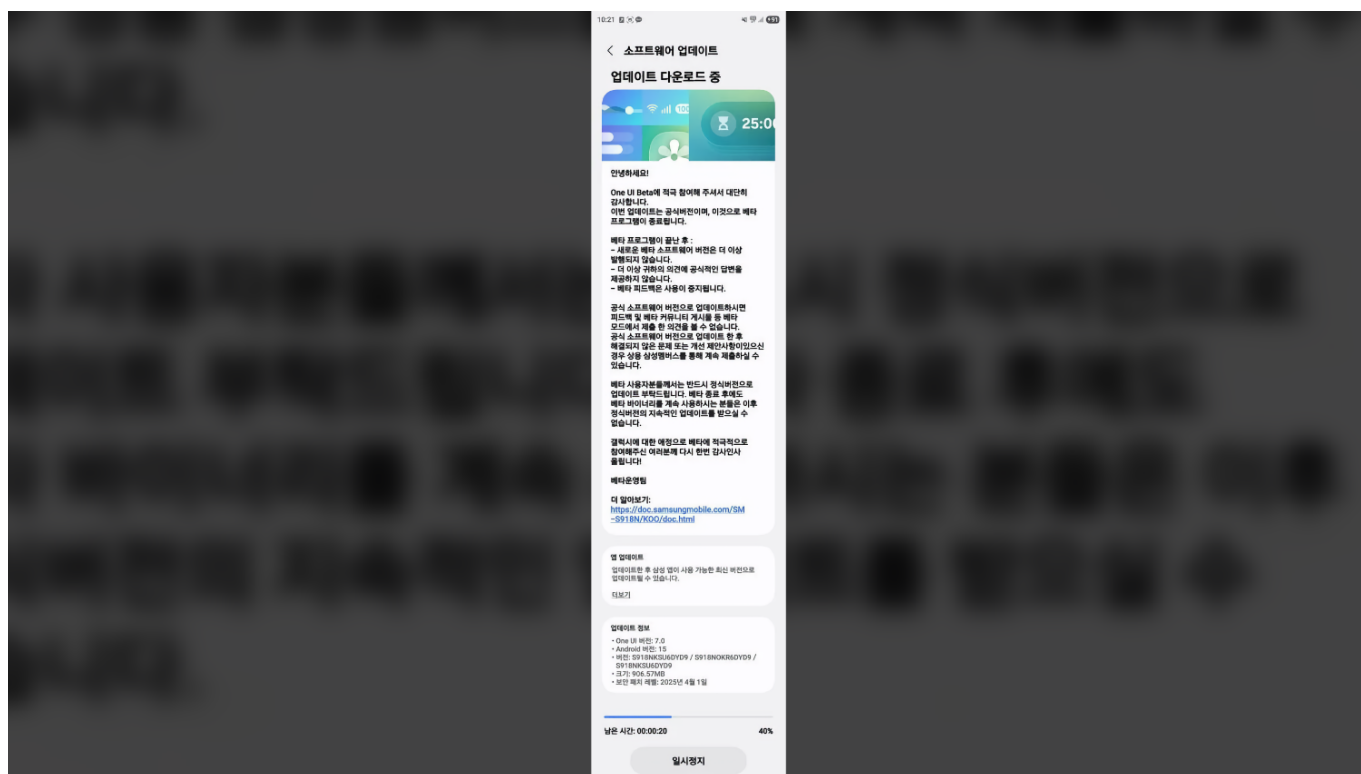 10:21
91
소프트웨어 업데이트
업데이트 다운로드 중
100
25:00
안녕하세요!
One UI Beta에 적극 참여해 주셔서 대단히
감사합니다.
이번 업데이트는 공식버전이며, 이것으로 베타
프로그램이 종료됩니다.
베타 프로그램이 끝난 후 :
– 새로운 베타 소프트웨어 버전은 더 이상
발행되지 않습니다.
– 더 이상 귀하의 의견에 공식적인 답변을
제공하지 않습니다.
– 베타 피드백은 사용이 중지됩니다.
공식 소프트웨어 버전으로 업데이트하시면
피드백 및 베타 커뮤니티 게시물 등 베타
모드에서 제출 한 의견을 볼 수 없습니다.
공식 소프트웨어 버전으로 업데이트 한 후
해결되지 않은 문제 또는 개선 제안사항이있으신
경우 상용 삼성멤버스를 통해 계속 제출하실 수
있습니다.
베타 사용자분들께서는 반드시 정식버전으로
업데이트 부탁드립니다. 베타 종료 후에도
베타 바이너리를 계속 사용하시는 분들은 이후
정식버전의 지속적인 업데이트를 받으실 수
없습니다.
갤럭시에 대한 애정으로 베타에 적극적으로
참여해주신 여러분께 다시 한번 감사인사
올립니다!
베타운영팀
더 알아보기:
https://doc.samsungmobile.com/SM
-S918N/KOO/doc.html
앱 업데이트
업데이트한 후 삼성 앱이 사용 가능한 최신 버전으로
업데이트될 수 있습니다.
더보기
업데이트 정보
• One UI 버전: 7.0
• Android 버전: 15
• 버전: S918NKSU6DYD9 / S918NOKR6DYD9 /
S918NKSU6DYD9
• 크기: 906.57MB
• 보안 패치 레벨: 2025년 4월 1일
남은 시간: 00:00:20
40%
일시정지